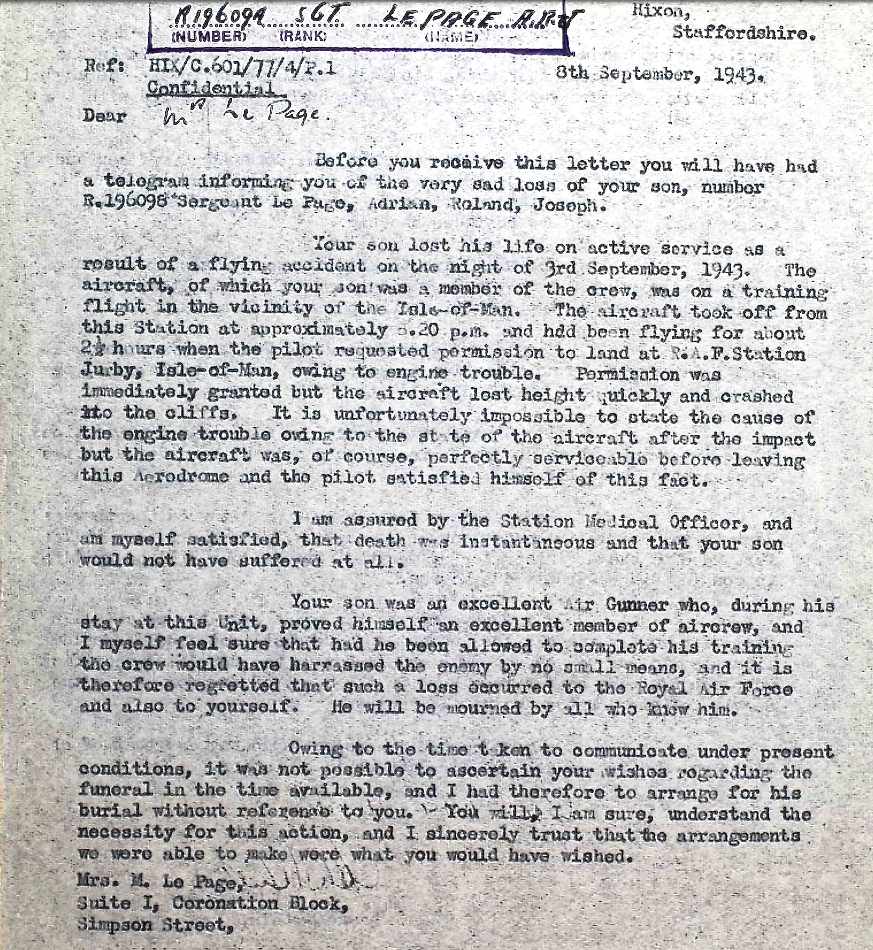 R196098 SGT LE PAGE A.R.J
(NUMBER) (RANK) (NAME)
Hixon,
Staffordshire.
Ref: HIX/C.601/77/4/P.1
8th September, 1943.
Confidential
Dear Mrs Le Page.
Before you receive this letter you will have had
a telegram informing you of the very sad loss of your son, number
R.196098 Sergeant Le Page, Adrian, Roland, Joseph.
Your son lost his life on active service as a
result of a flying accident on the night of 3rd September, 1943. The
aircraft, of which your son was a member of the crew, was on a training
flight in the vicinity of the Isle-of-Man. The aircraft took off from
this Station at approximately .20 p.m. and had been flying for about
2½ hours when the pilot requested permission to land at R.A.F.Station
Jurby, Isle-of-Man, owing to engine trouble. Permission was
immediately granted but the aircraft lost height quickly and crashed
into the cliffs. It is unfortunately impossible to state the cause of
the engine trouble owing to the state of the aircraft after the impact
but the aircraft was, of course, perfectly serviceable before leaving
this Aerodrome and the pilot satisfied himself of this fact.
I am assured by the Station Medical Officer, and
am myself satisfied, that death was instantaneous and that your son
would not have suffered at all.
Your son was an excellent Air Gunner who, during his
stay at this Unit, proved himself an excellent member of aircrew, and
I myself feel sure that had he been allowed to complete his training
the crew would have harrassed the enemy by no small means, and it is
therefore regretted that such a loss occurred to the Royal Air Force
and also to yourself. He will be mourned by all who knew him.
Owing to the time taken to communicate under present
conditions, it was not possible to ascertain your wishes regarding the
funeral in the time available, and I had therefore to arrange for his
burial without reference to you. You will, I am sure, understand the
necessity for this action, and I sincerely trust that the arrangements
we were able to make were what you would have wished.
Mrs. M. Le Page,
Suite I, Coronation Block,
Simpson Street,